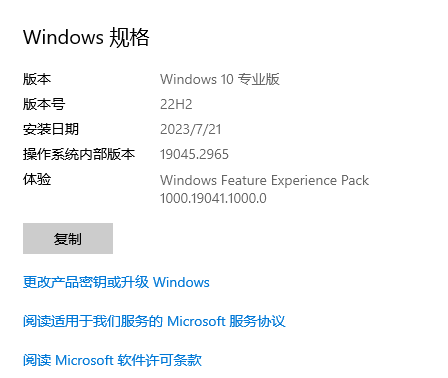 Windows 规格
版本 Windows 10 专业版
版本号 22H2
安装日期 2023/7/21
操作系统内部版本 19045.2965
体验 Windows Feature Experience Pack
1000.19041.1000.0
复制
更改产品密钥或升级 Windows
阅读适用于我们服务的 Microsoft 服务协议
阅读 Microsoft 软件许可条款